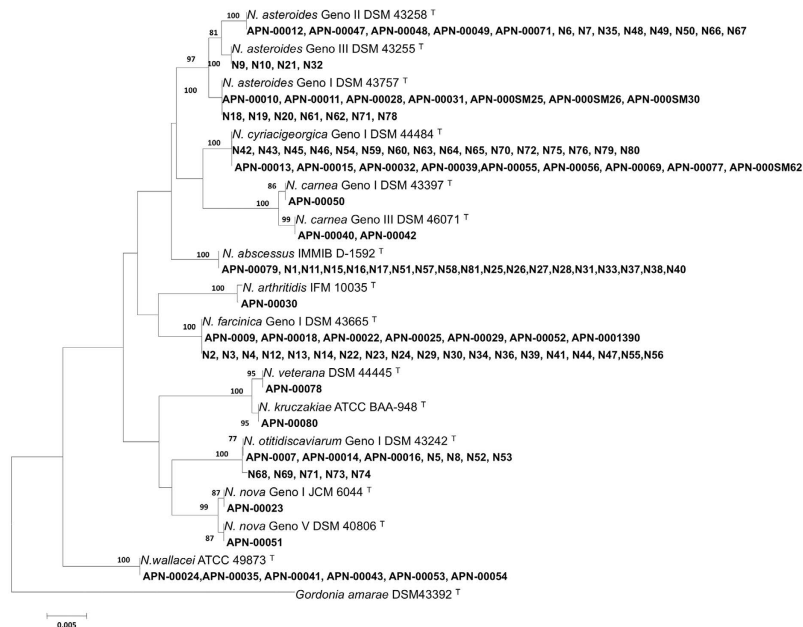 100 N. asteroides Geno II DSM 43258 T
APN-00012, APN-00047, APN-00048, APN-00049, APN-00071, N6, N7, N35, N48, N49, N50, N66, N67
81
N. asteroides Geno III DSM 43255 T
97
100
N9, N10, N21, N32
N. asteroides Geno I DSM 43757 T
100
APN-00010, APN-00011, APN-00028, APN-00031, APN-000SM25, APN-000SM26, APN-000SM30
N18, N19, N20, N61, N62, N71, N78
N. cyriacigeorgica Geno I DSM 44484 T
100
N42, N43, N45, N46, N54, N59, N60, N63, N64, N65, N70, N72, N75, N76, N79, N80
APN-00013, APN-00015, APN-00032, APN-00039,APN-00055, APN-00056, APN-00069, APN-00077, APN-000SM62
86 N. carnea Geno I DSM 43397 T
100
APN-00050
99 N. carnea Geno III DSM 46071 T
APN-00040, APN-00042
100 N. abscessus IMMIB D-1592 T
APN-00079, N1,N11,N15,N16,N17,N51,N57,N58,N81,N25,N26,N27,N28,N31,N33,N37,N38,N40
100 N. arthritidis IFM 10035 T
APN-00030
N. farcinica Geno I DSM 43665 T
100
APN-0009, APN-00018, APN-00022, APN-00025, APN-00029, APN-00052, APN-0001390
N2, N3, N4, N12, N13, N14, N22, N23, N24, N29, N30, N34, N36, N39, N41, N44, N47,N55,N56
95 N. veterana DSM 44445 T
100
APN-00078
N. kruczakiae ATCC BAA-948 T
95
APN-00080
77 N. otitidiscaviarum Geno I DSM 43242 T
100
APN-0007, APN-00014, APN-00016, N5, N8, N52, N53
N68, N69, N71, N73, N74
87 N. nova Geno I JCM 6044 T
99
APN-00023
N. nova Geno V DSM 40806 T
87
APN-00051
100 N.wallacei ATCC 49873 T
APN-00024,APN-00035, APN-00041, APN-00043, APN-00053, APN-00054
Gordonia amarae DSM43392 T
0.005